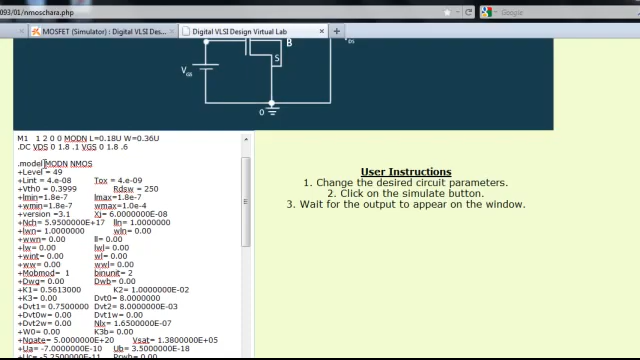 093/01/nmoschara.php
Google
MOSFET (Simulator) : Digital VLSI Des...
Digital VLSI Design Virtual Lab
B
DS
S
VGS
0
M1 1 2 0 0 MODN L=0.18U W=0.36U
.DC VDS 0 1.8 .1 VGS 0 1.8 .6
.model MODN NMOS
+Level = 49
+Lint = 4.e-08 Tox = 4.e-09
+Vth0 = 0.3999 Rdsw = 250
+lmin=1.8e-7 lmax=1.8e-7
+wmin=1.8e-7 wmax=1.0e-4
+version =3.1 Xj= 6.0000000E-08
+Nch= 5.9500000E+17 lln= 1.0000000
+lwn= 1.0000000 wln= 0.00
+wwn= 0.00 ll= 0.00
+lw= 0.00 lwl= 0.00
+wint= 0.00 wl= 0.00
+ww= 0.00 wwl= 0.00
+Mobmod= 1 binunit= 2
+Dwg= 0.00 Dwb= 0.00
+K1= 0.5613000 K2= 1.0000000E-02
+K3= 0.00 Dvt0= 8.0000000
+Dvt1= 0.7500000 Dvt2= 8.0000000E-03
+Dvt0w= 0.00 Dvt1w= 0.00
+Dvt2w= 0.00 Nlx= 1.6500000E-07
+W0= 0.00 K3b= 0.00
+Ngate= 5.0000000E+20 Vsat= 1.3800000E+05
+Ua= -7.0000000E-10 Ub= 3.5000000E-18
+Uc= -5.2500000E-11 Prwb= 0.00
User Instructions
1. Change the desired circuit parameters.
2. Click on the simulate button.
3. Wait for the output to appear on the window.